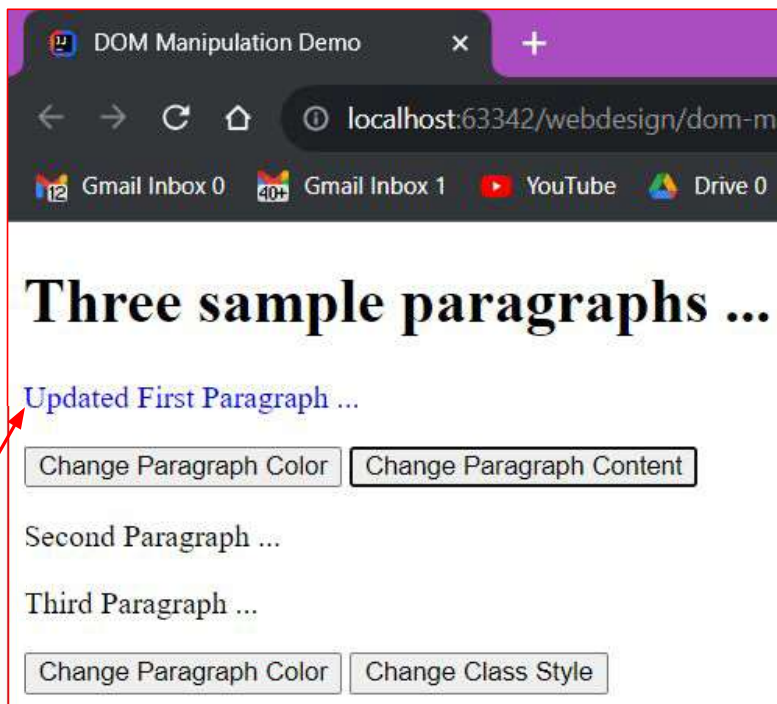 DOM Manipulation Demo
localhost:63342/webdesign/dom-m
12 Gmail Inbox 0 40+ Gmail Inbox 1 YouTube Drive 0
Three sample paragraphs ...
Updated First Paragraph ...
Change Paragraph Color Change Paragraph Content
Second Paragraph ...
Third Paragraph ...
Change Paragraph Color Change Class Style